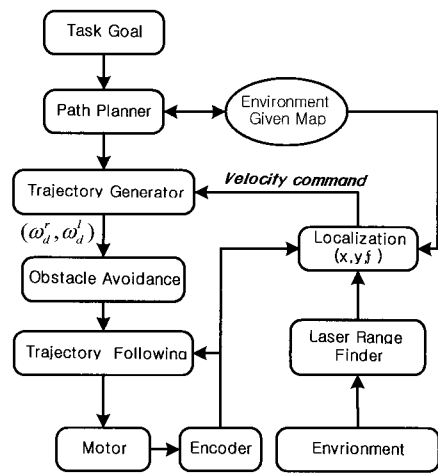 Task Goal
Path Planner
Environment
Given Map
Velocity command
Trajectory Generator
(ω_d^r, ω_d^l)
Localization
(x,y,f)
Obstacle Avoidance
Laser Range
Finder
Trajectory Following
Motor
Encoder
Envrionment